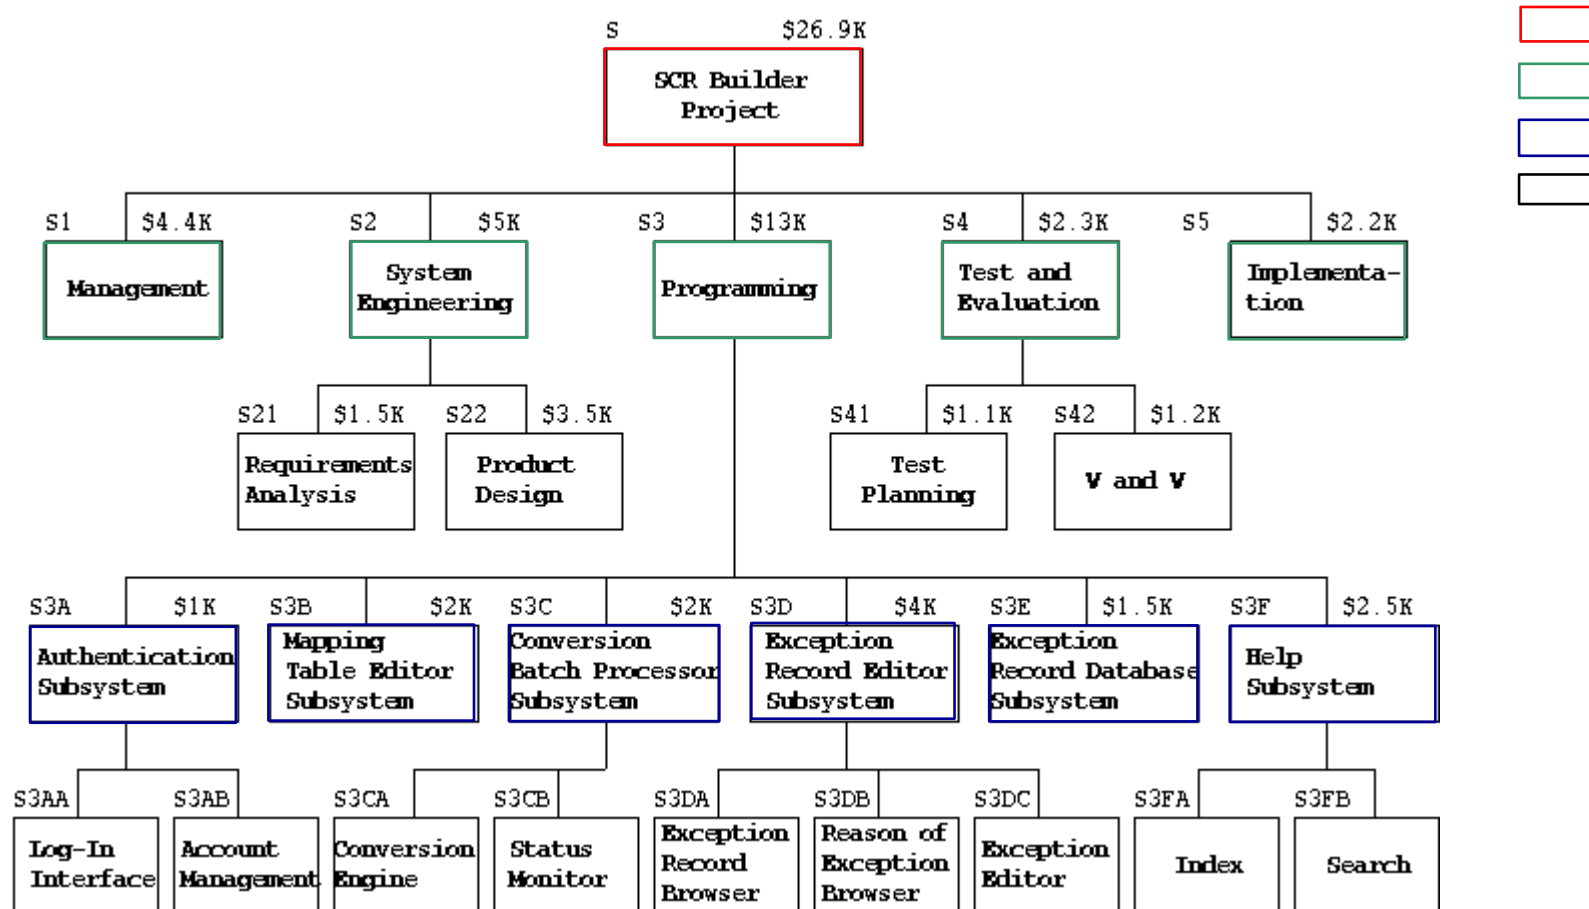 S $26.9K
SCR Builder
Project
S1 $4.4K S2 $5K S3 $13K S4 $2.3K S5 $2.2K
Management
System
Engineering
Programming
Test and
Evaluation
Implementa-
tion
S21 $1.5K S22 $3.5K S41 $1.1K S42 $1.2K
Requirements
Analysis
Product
Design
Test
Planning
V and V
S3A $1K S3B $2K S3C $2K S3D $4K S3E $1.5K S3F $2.5K
Authentication
Subsystem
Mapping
Table Editor
Subsystem
Conversion
Batch Processor
Subsystem
Exception
Record Editor
Subsystem
Exception
Record Database
Subsystem
Help
Subsystem
S3AA S3AB S3CA S3CB S3DA S3DB S3DC S3FA S3FB
Log-In
Interface
Account
Management
Conversion
Engine
Status
Monitor
Exception
Record
Browser
Reason of
Exception
Browser
Exception
Editor
Index
Search